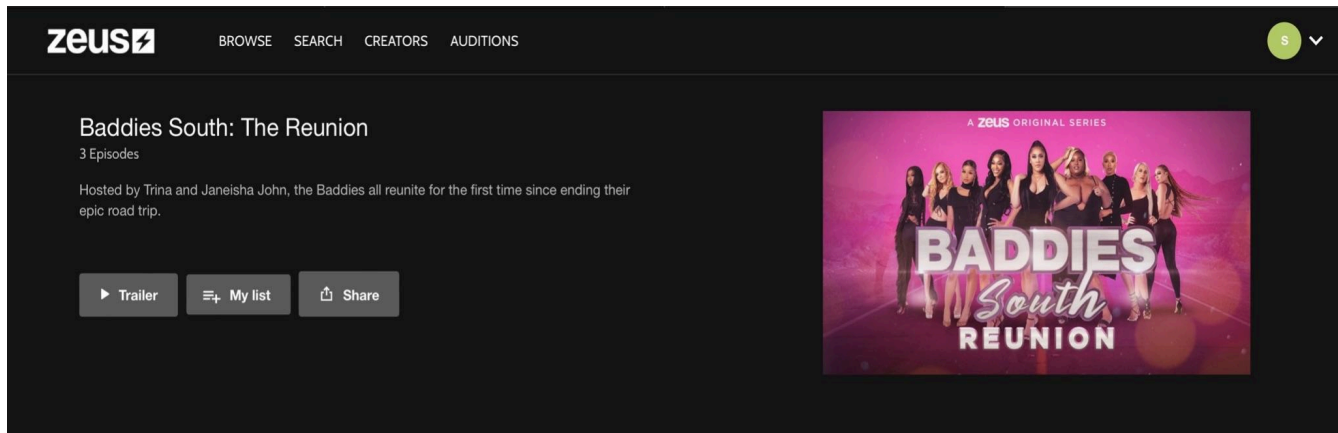 zeus
BROWSE SEARCH CREATORS AUDITIONS
S
Baddies South: The Reunion
3 Episodes
Hosted by Trina and Janeisha John, the Baddies all reunite for the first time since ending their
epic road trip.
Trailer My list Share
A zeus ORIGINAL SERIES
BADDIES
South
REUNION